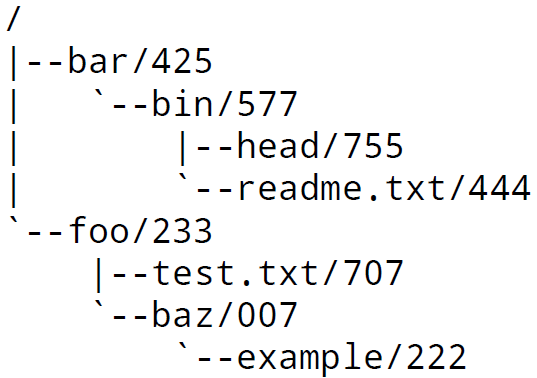 /
|--bar/425
|   `--bin/577
|       |--head/755
|       `--readme.txt/444
`--foo/233
    |--test.txt/707
    `--baz/007
        `--example/222